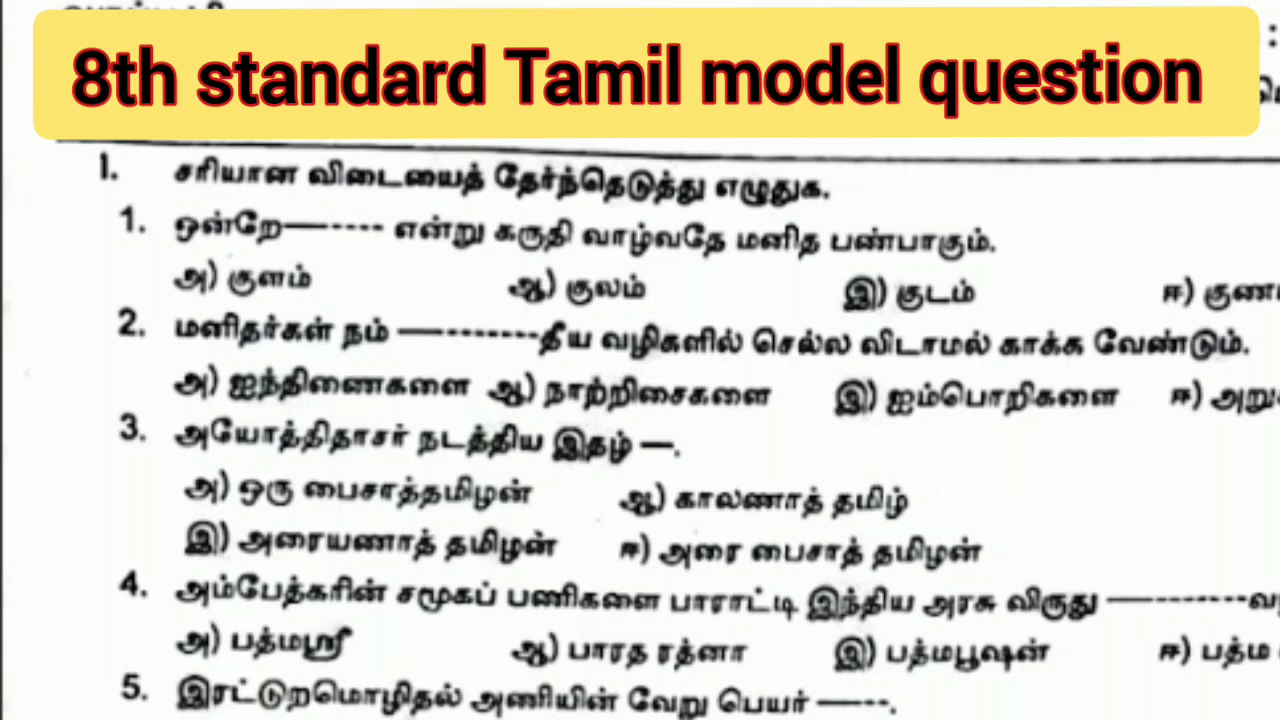 8th standard Tamil model question
I. சரியான விடையைத் தேர்ந்தெடுத்து எழுதுக.
1. ஒன்றே—---- என்று கருதி வாழ்வதே மனித பண்பாகும்.
அ) குளம் ஆ) குலம் இ) குடம் ஈ)
2. மனிதர்கள் நம் —---------தீய வழிகளில் செல்ல விடாமல் காக்க வேண்டும்.
அ) ஐந்திணைகளை ஆ) நாற்றிசைகளை இ) ஐம்பொறிகளை ஈ)
3. அயோத்திதாசர் நடத்திய இதழ் —.
அ) ஒரு பைசாத்தமிழன் ஆ) காலணாத் தமிழ்
இ) அரையணாத் தமிழன் ஈ) அரை பைசாத் தமிழன்
4. அம்பேத்கரின் சமூகப் பணிகளை பாராட்டி இந்திய அரசு விருது —---------
அ) பத்மஸ்ரீ ஆ) பாரத ரத்னா இ) பத்மபூஷன் ஈ) பத்ம
5. இரட்டுறமொழிதல் அணியின் வேறு பெயர் —----.